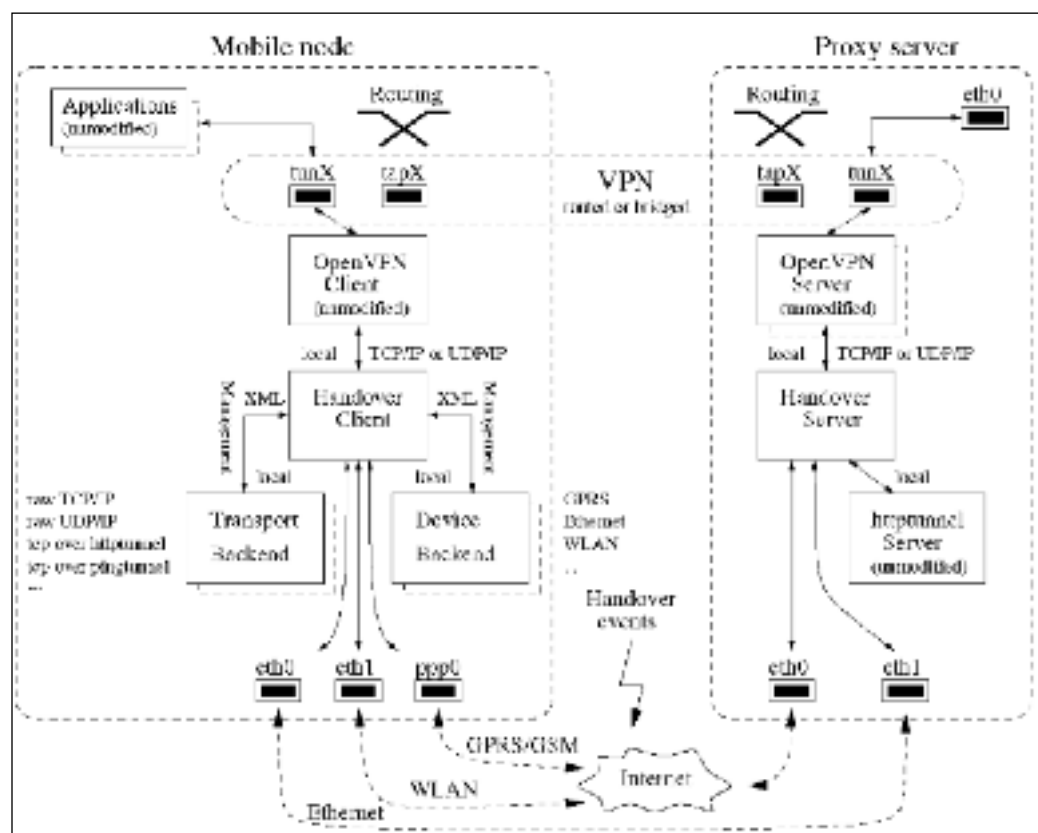 Mobile node
Proxy server
Applications
(unmodified)
Routing
Routing
eth0
tunX
tapX
VPN
routed or bridged
tapX
tunX
OpenVPN
Client
(unmodified)
OpenVPN
Server
(unmodified)
local
TCP/IP or UDP/IP
local
TCP/IP or UDP/IP
Management
XML
Handover
Client
XML
Management
Handover
Server
local
local
local
raw TCP/IP
raw UDP/IP
tcp over httptunnel
tcp over pingtunnel
...
Transport
Backend
Device
Backend
GPRS
Ethernet
WLAN
...
httptunnel
Server
(unmodified)
Handover
events
eth0
eth1
ppp0
eth0
eth1
GPRS/GSM
Internet
WLAN
Ethernet